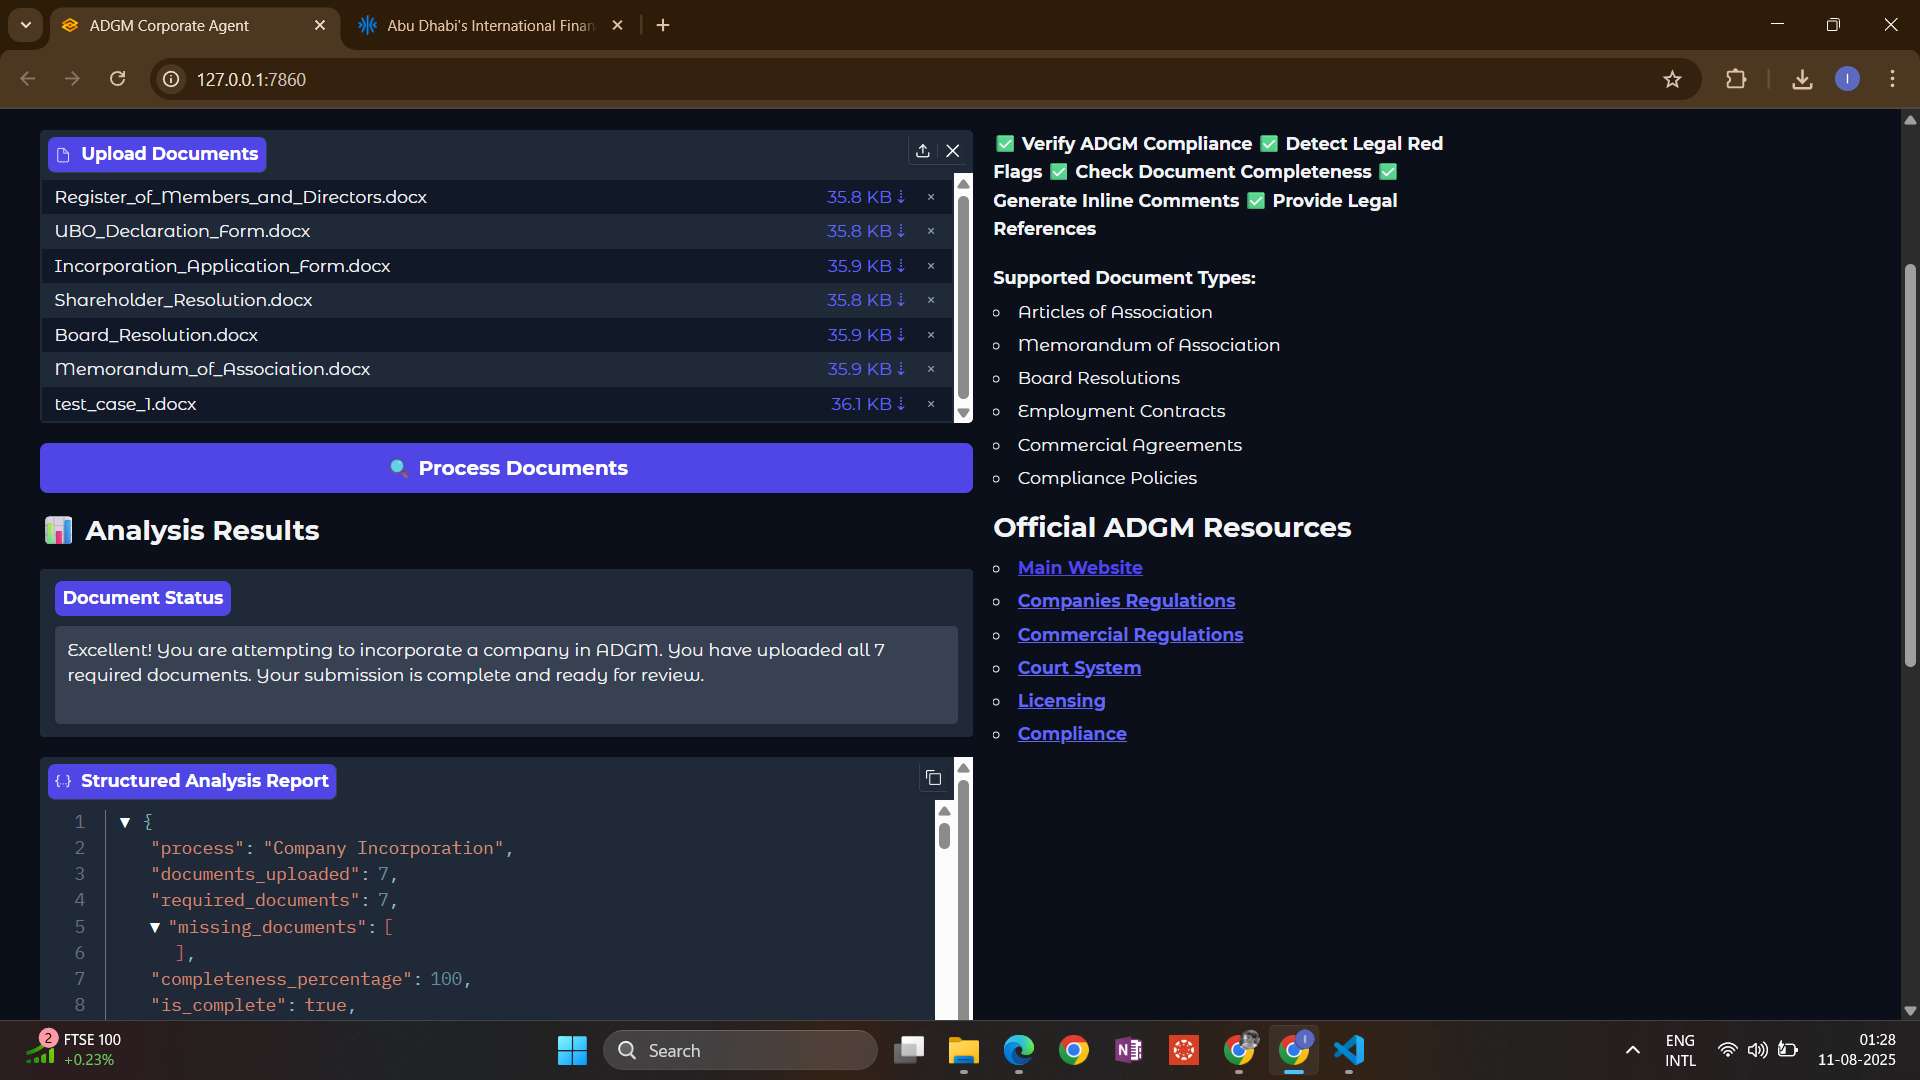 ADGM Corporate Agent
Abu Dhabi's International Finan
127.0.0.1:7860
Upload Documents
Register_of_Members_and_Directors.docx 35.8 KB ⇣ ×
UBO_Declaration_Form.docx 35.8 KB ⇣ ×
Incorporation_Application_Form.docx 35.9 KB ⇣ ×
Shareholder_Resolution.docx 35.8 KB ⇣ ×
Board_Resolution.docx 35.9 KB ⇣ ×
Memorandum_of_Association.docx 35.9 KB ⇣ ×
test_case_1.docx 36.1 KB ⇣ ×
🔍 Process Documents
📊 Analysis Results
Document Status
Excellent! You are attempting to incorporate a company in ADGM. You have uploaded all 7
required documents. Your submission is complete and ready for review.
{..} Structured Analysis Report
1 ▼ {
2 "process": "Company Incorporation",
3 "documents_uploaded": 7,
4 "required_documents": 7,
5 ▼ "missing_documents": [
6 ],
7 "completeness_percentage": 100,
8 "is_complete": true,
✅ Verify ADGM Compliance ✅ Detect Legal Red
Flags ✅ Check Document Completeness ✅
Generate Inline Comments ✅ Provide Legal
References
Supported Document Types:
Articles of Association
Memorandum of Association
Board Resolutions
Employment Contracts
Commercial Agreements
Compliance Policies
Official ADGM Resources
Main Website
Companies Regulations
Commercial Regulations
Court System
Licensing
Compliance
2
FTSE 100
+0.23%
Search
ENG
INTL
01:28
11-08-2025